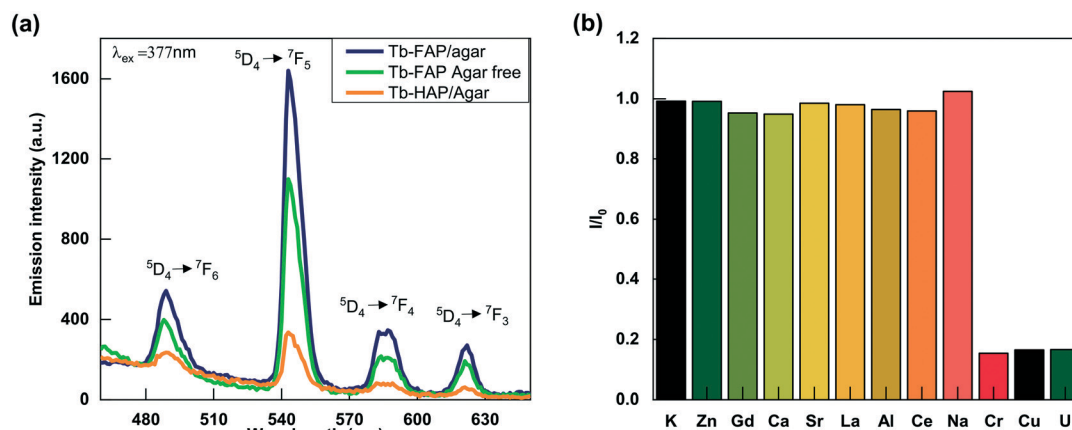 (a)
λex =377nm
5D4 → 7F5
Tb-FAP/agar
Tb-FAP Agar free
Tb-HAP/Agar
5D4 → 7F6
5D4 → 7F4
5D4 → 7F3
Emission intensity (a.u.)
1600
1200
800
400
0
480 510 540 570 600 630
(b)
I/I0
1.2
1.0
0.8
0.6
0.4
0.2
0.0
K Zn Gd Ca Sr La Al Ce Na Cr Cu U